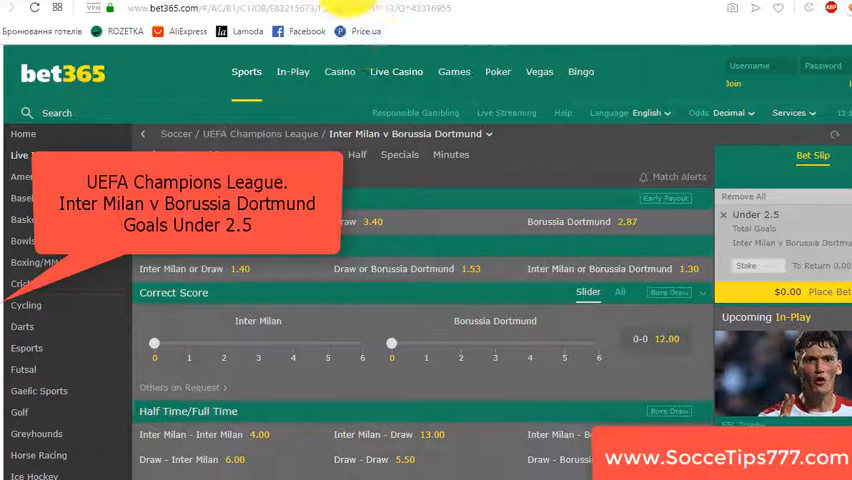 VPN
www.bet365.com/#/AC/B1/C1/D8/E83215673/
/Q=43316955
ABP
Бронювання готелів
ROZETKA
AliExpress
la Lamoda
Facebook
Price.ua
bet365
Sports
In-Play
Casino
Live Casino
Games
Poker
Vegas
Bingo
Username
Password
Join
Search
Responsible Gambling
Live Streaming
Help
Language English
Odds Decimal
Services
Home
Live
Cycling
Darts
Esports
Futsal
Gaelic Sports
Golf
Greyhounds
Horse Racing
Ice Hockey
UEFA Champions League.
Inter Milan v Borussia Dortmund
Goals Under 2.5
Soccer / UEFA Champions League / Inter Milan v Borussia Dortmund
Half
Specials
Minutes
Match Alerts
Early Payout
3.40
Borussia Dortmund 2.87
Inter Milan or Draw 1.40
Draw or Borussia Dortmund 1.53
Inter Milan or Borussia Dortmund 1.30
Correct Score
Slider
All
Bore Draw
Inter Milan
Borussia Dortmund
0 1 2 3 4 5 6
0 1 2 3 4 5 6
0-0 12.00
Others on Request
Half Time/Full Time
Bore Draw
Inter Milan - Inter Milan 4.00
Inter Milan - Draw 13.00
Inter Milan - Bo
Draw - Inter Milan 6.00
Draw - Draw 5.50
Draw - Boruss
Bet Slip
Remove All
Under 2.5
Total Goals
Inter Milan v Borussia Dortmu
Stake
To Return 0.00
$0.00 Place Bet
Upcoming In-Play
EFL Trophy
www.SocceTips777.com